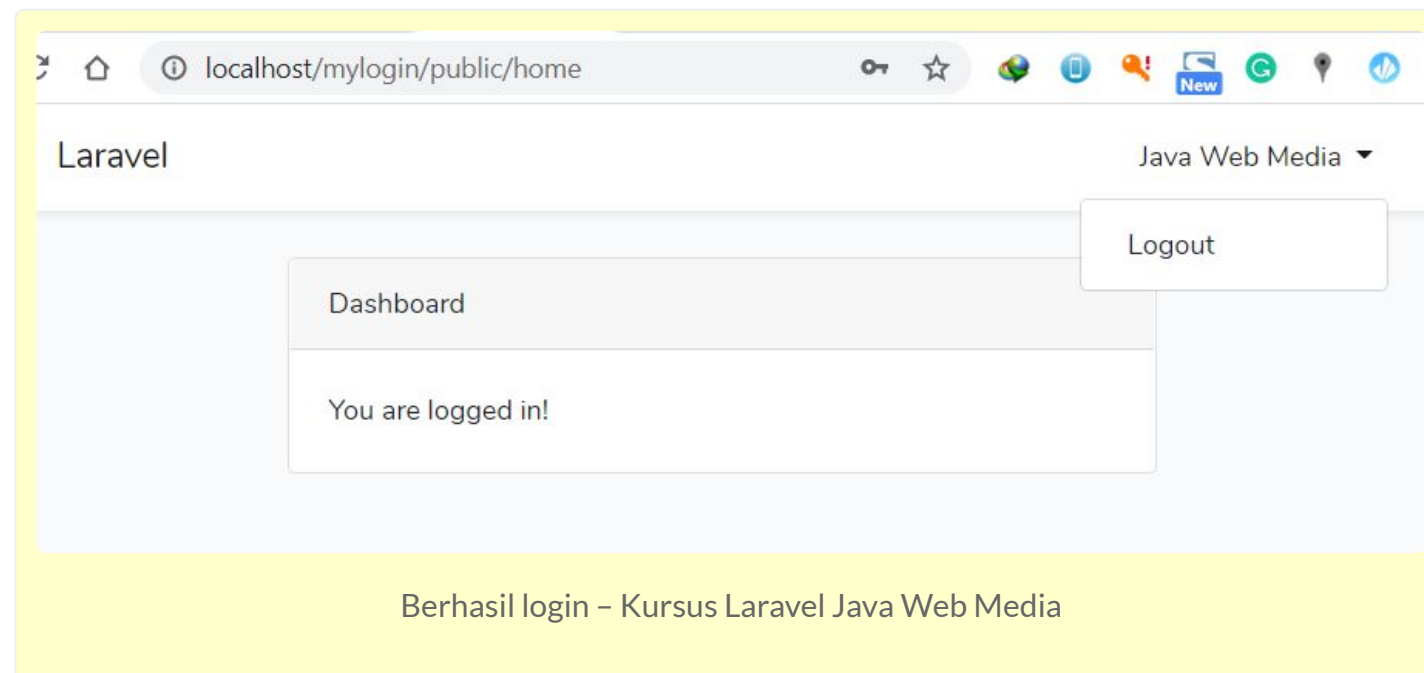 localhost/mylogin/public/home
New
G
Laravel
Java Web Media
Logout
Dashboard
You are logged in!
Berhasil login – Kursus Laravel Java Web Media